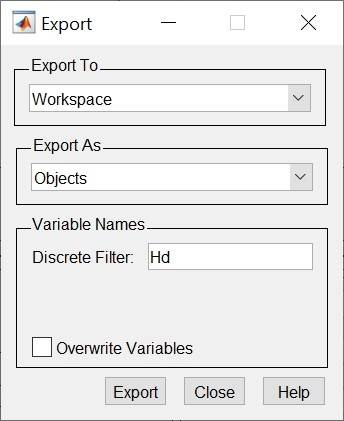 Export
Export To
Workspace
Export As
Objects
Variable Names
Discrete Filter: Hd
Overwrite Variables
Export Close Help